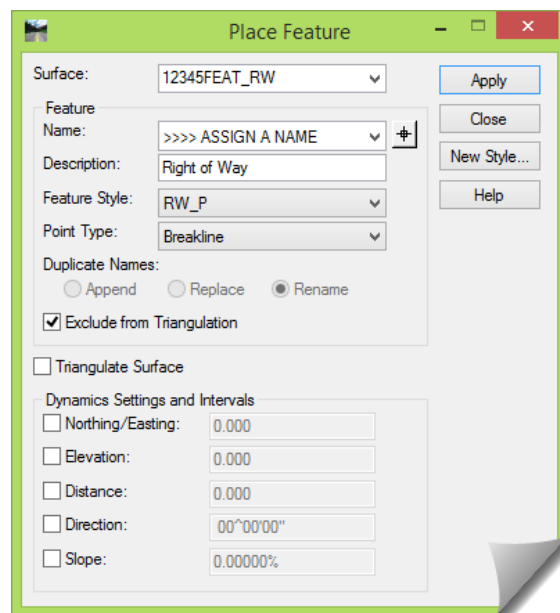 Place Feature
Surface: 12345FEAT_RW
Apply
Feature
Close
Name: >>>> ASSIGN A NAME
Description: Right of Way
New Style...
Feature Style: RW_P
Help
Point Type: Breakline
Duplicate Names:
Append Replace Rename
Exclude from Triangulation
Triangulate Surface
Dynamics Settings and Intervals
Northing/Easting: 0.000
Elevation: 0.000
Distance: 0.000
Direction: 00^00'00"
Slope: 0.00000%